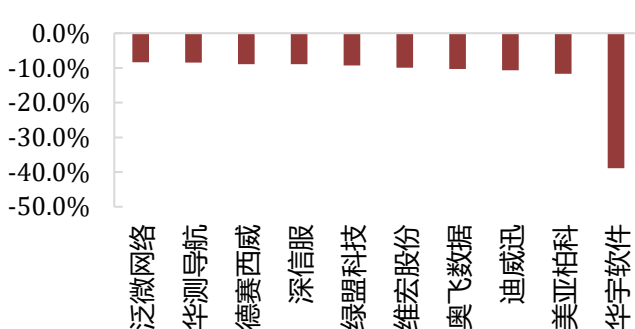 0.0%
-10.0%
-20.0%
-30.0%
-40.0%
-50.0%
泛微网络
华测导航
德赛西威
深信服
绿盟科技
维宏股份
奥飞数据
迪威迅
美亚柏科
华宇软件